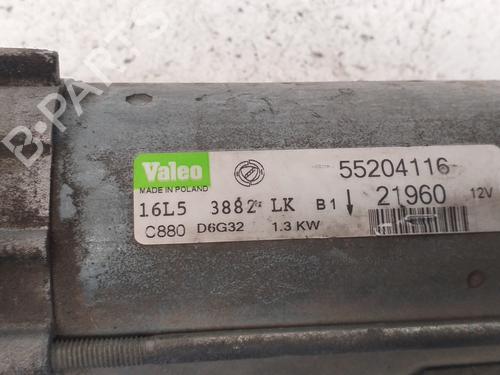 B-PARTS
Valeo
MADE IN POLAND
55204116
16L5 3882 LK B1 21960 12V
C880 D6G32 1.3 KW